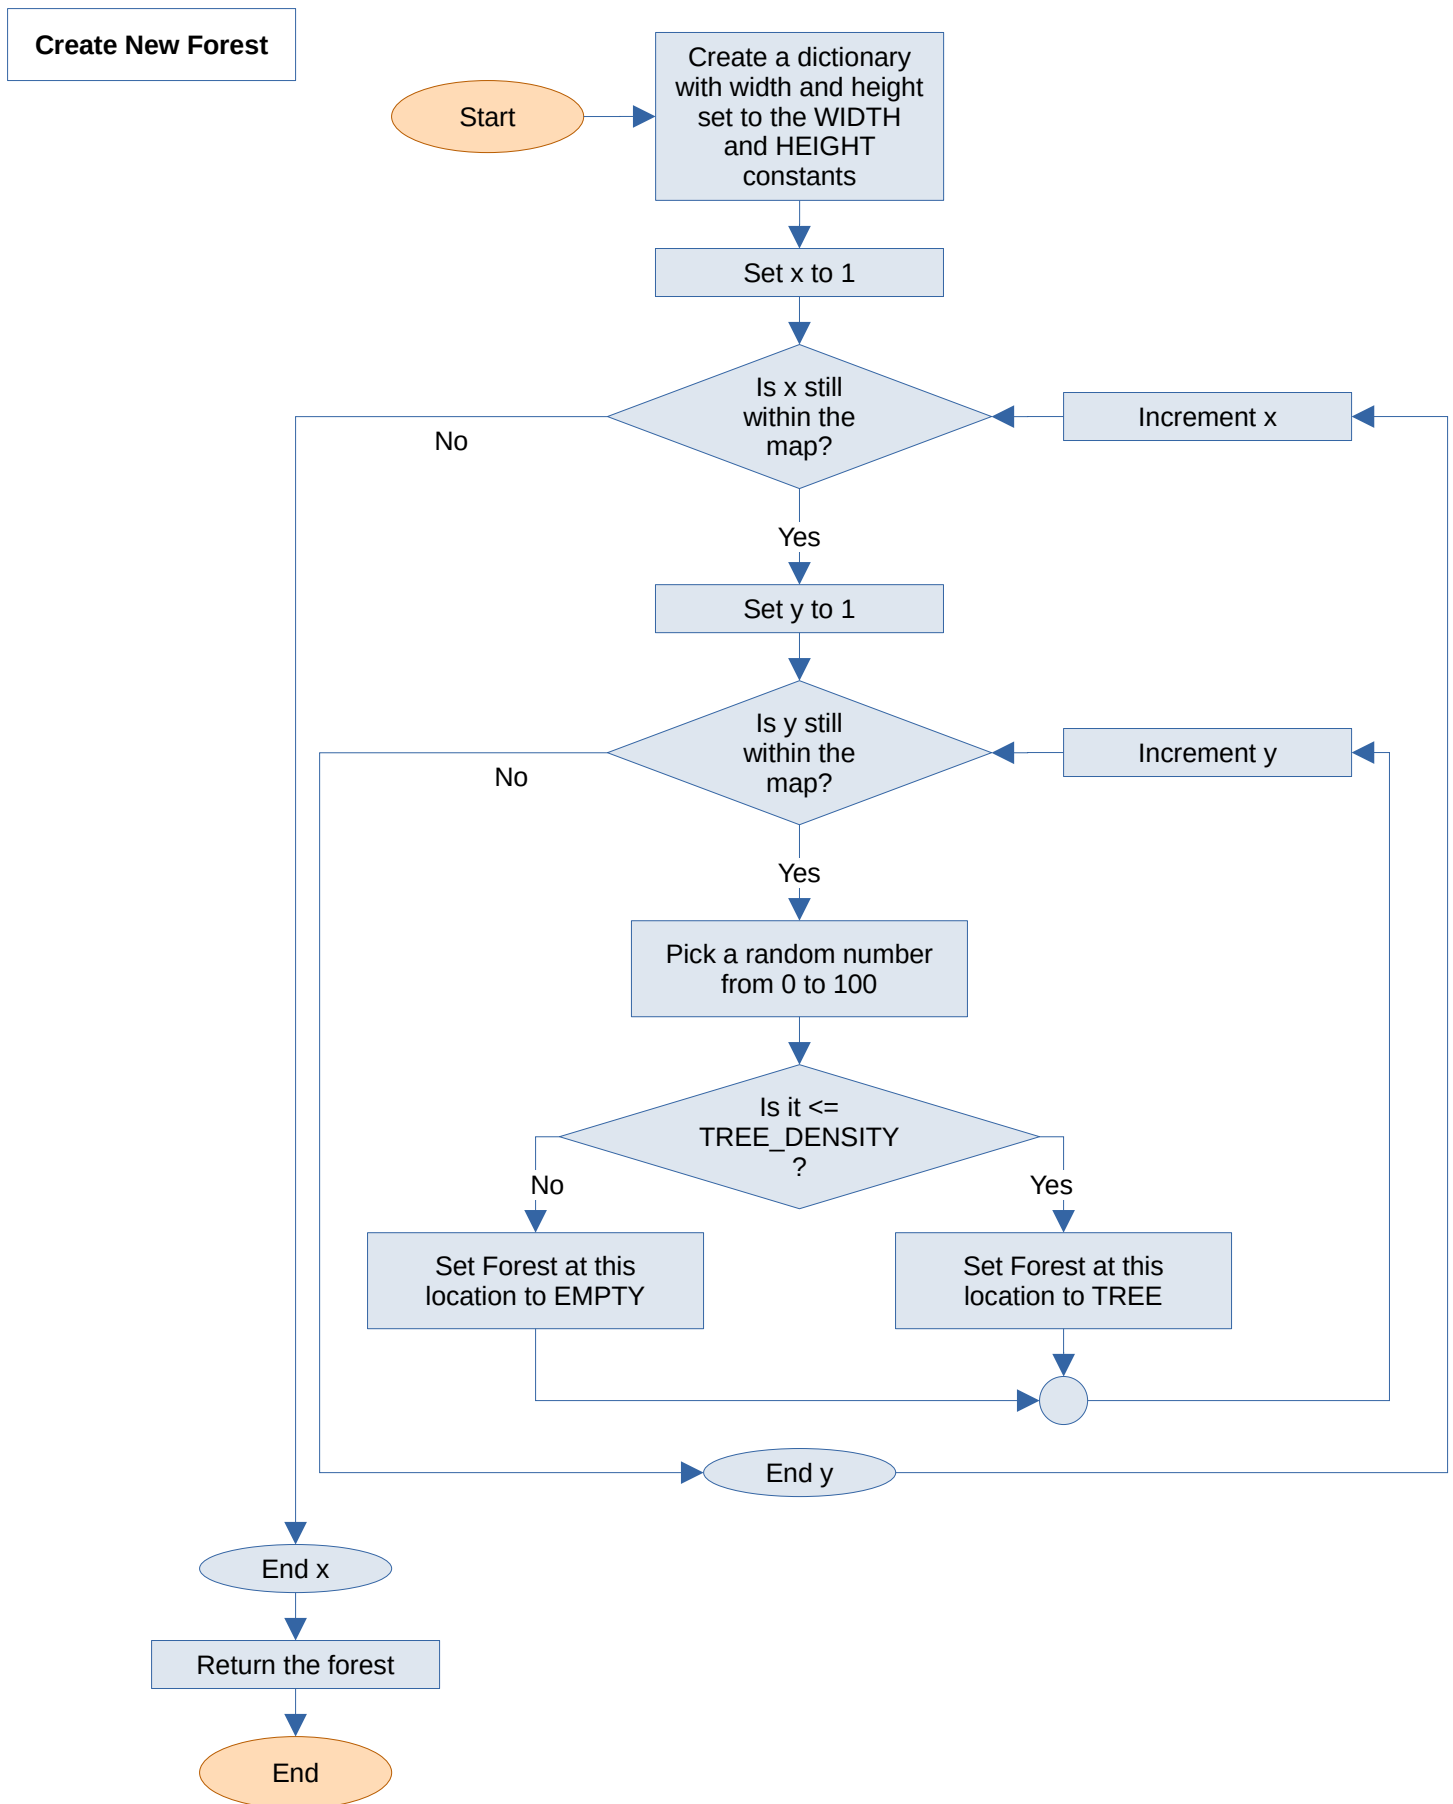 Create New Forest
Start
Create a dictionary
with width and height
set to the WIDTH
and HEIGHT
constants
Set x to 1
Is x still
within the
map?
Increment x
No
Yes
Set y to 1
Is y still
within the
map?
Increment y
No
Yes
Pick a random number
from 0 to 100
Is it <=
TREE_DENSITY
?
No
Yes
Set Forest at this
location to EMPTY
Set Forest at this
location to TREE
End y
End x
Return the forest
End